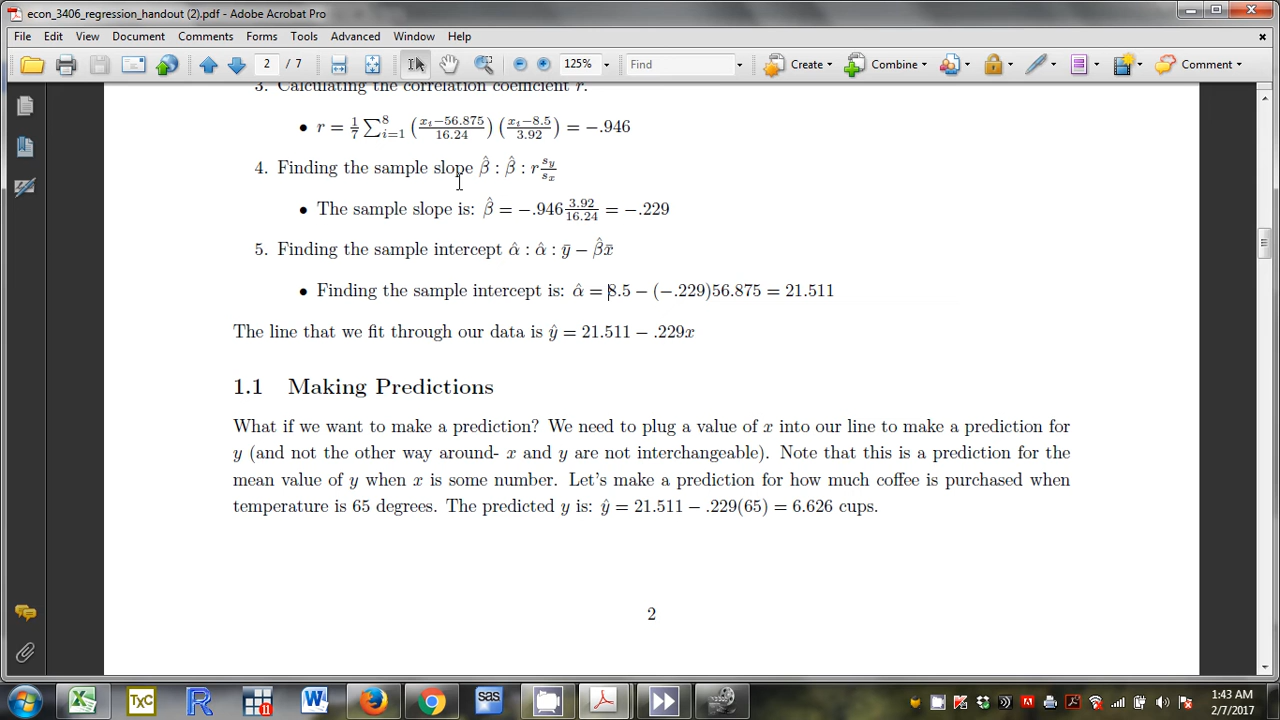 econ_3406_regression_handout (2).pdf - Adobe Acrobat Pro
File Edit View Document Comments Forms Tools Advanced Window Help
2 / 7 125% Find Create Combine Comment
3. Calculating the correlation coefficient r.
• r = 1/7 ∑_{i=1}^{8} ((x_i−56.875)/16.24) ((x_i−8.5)/3.92) = −.946
4. Finding the sample slope β̂ : β̂ : r s_y/s_x
• The sample slope is: β̂ = −.946 3.92/16.24 = −.229
5. Finding the sample intercept α̂ : α̂ : ȳ − β̂x̄
• Finding the sample intercept is: α̂ = 8.5 − (−.229)56.875 = 21.511
The line that we fit through our data is ŷ = 21.511 − .229x
1.1 Making Predictions
What if we want to make a prediction? We need to plug a value of x into our line to make a prediction for
y (and not the other way around- x and y are not interchangeable). Note that this is a prediction for the
mean value of y when x is some number. Let's make a prediction for how much coffee is purchased when
temperature is 65 degrees. The predicted y is: ŷ = 21.511 − .229(65) = 6.626 cups.
2
TxC R 11 W sas
1:43 AM
2/7/2017